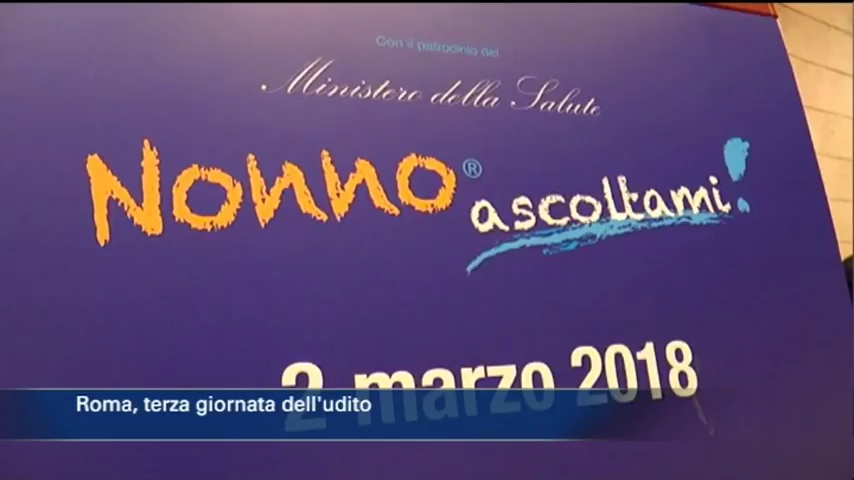 Con il patrocinio del
Ministero della Salute
Nonno® ascoltami!
2 marzo 2018
Roma, terza giornata dell'udito